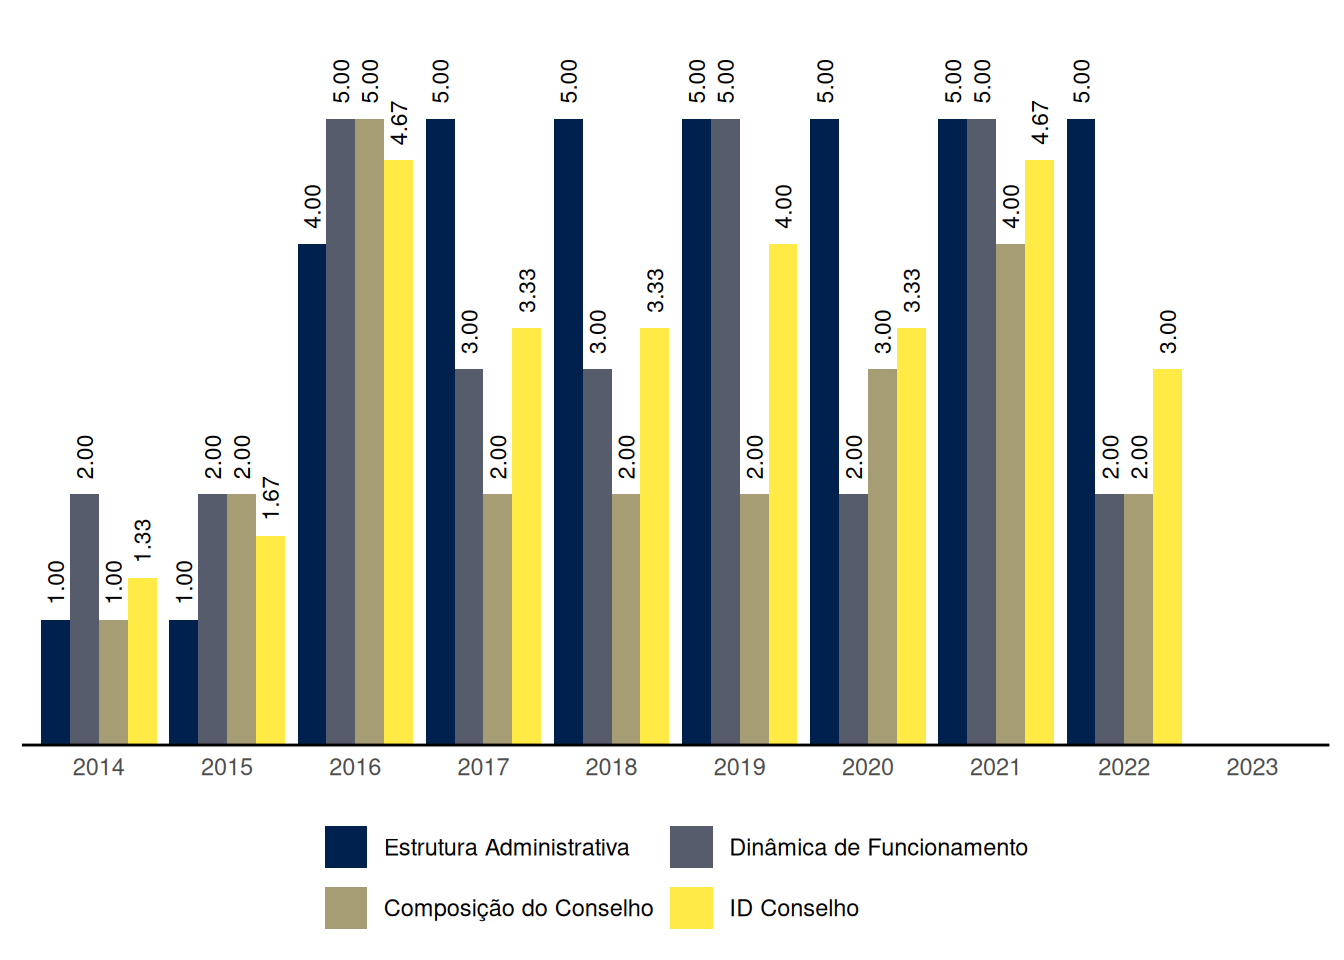 5.00 5.00 5.00 5.00 5.00 5.00 5.00 5.00 5.00 5.00
4.67 4.67
4.00 4.00 4.00
3.33 3.33 3.33
3.00 3.00 3.00 3.00
2.00 2.00 2.00 2.00 2.00 2.00 2.00 2.00 2.00
1.67
1.33
1.00 1.00 1.00
2014 2015 2016 2017 2018 2019 2020 2021 2022 2023
Estrutura Administrativa Dinâmica de Funcionamento
Composição do Conselho ID Conselho